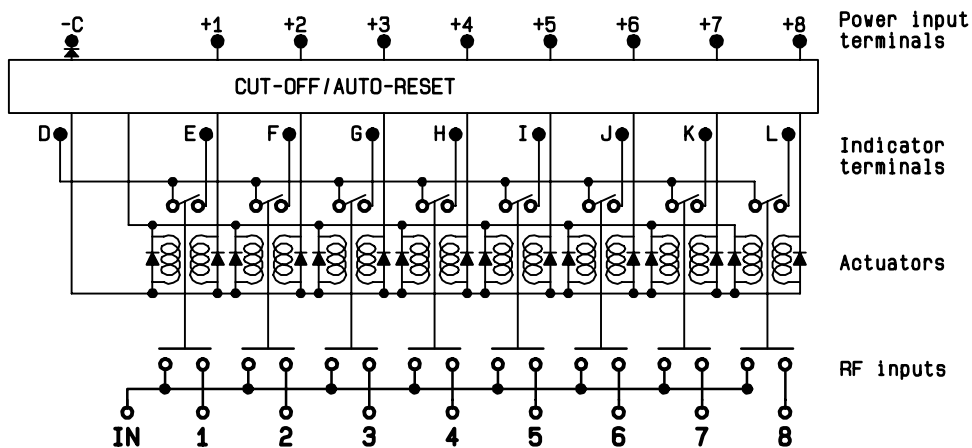 -C +1 +2 +3 +4 +5 +6 +7 +8 Power input
terminals
CUT-OFF/AUTO-RESET
D E F G H I J K L Indicator
terminals
Actuators
RF inputs
IN 1 2 3 4 5 6 7 8